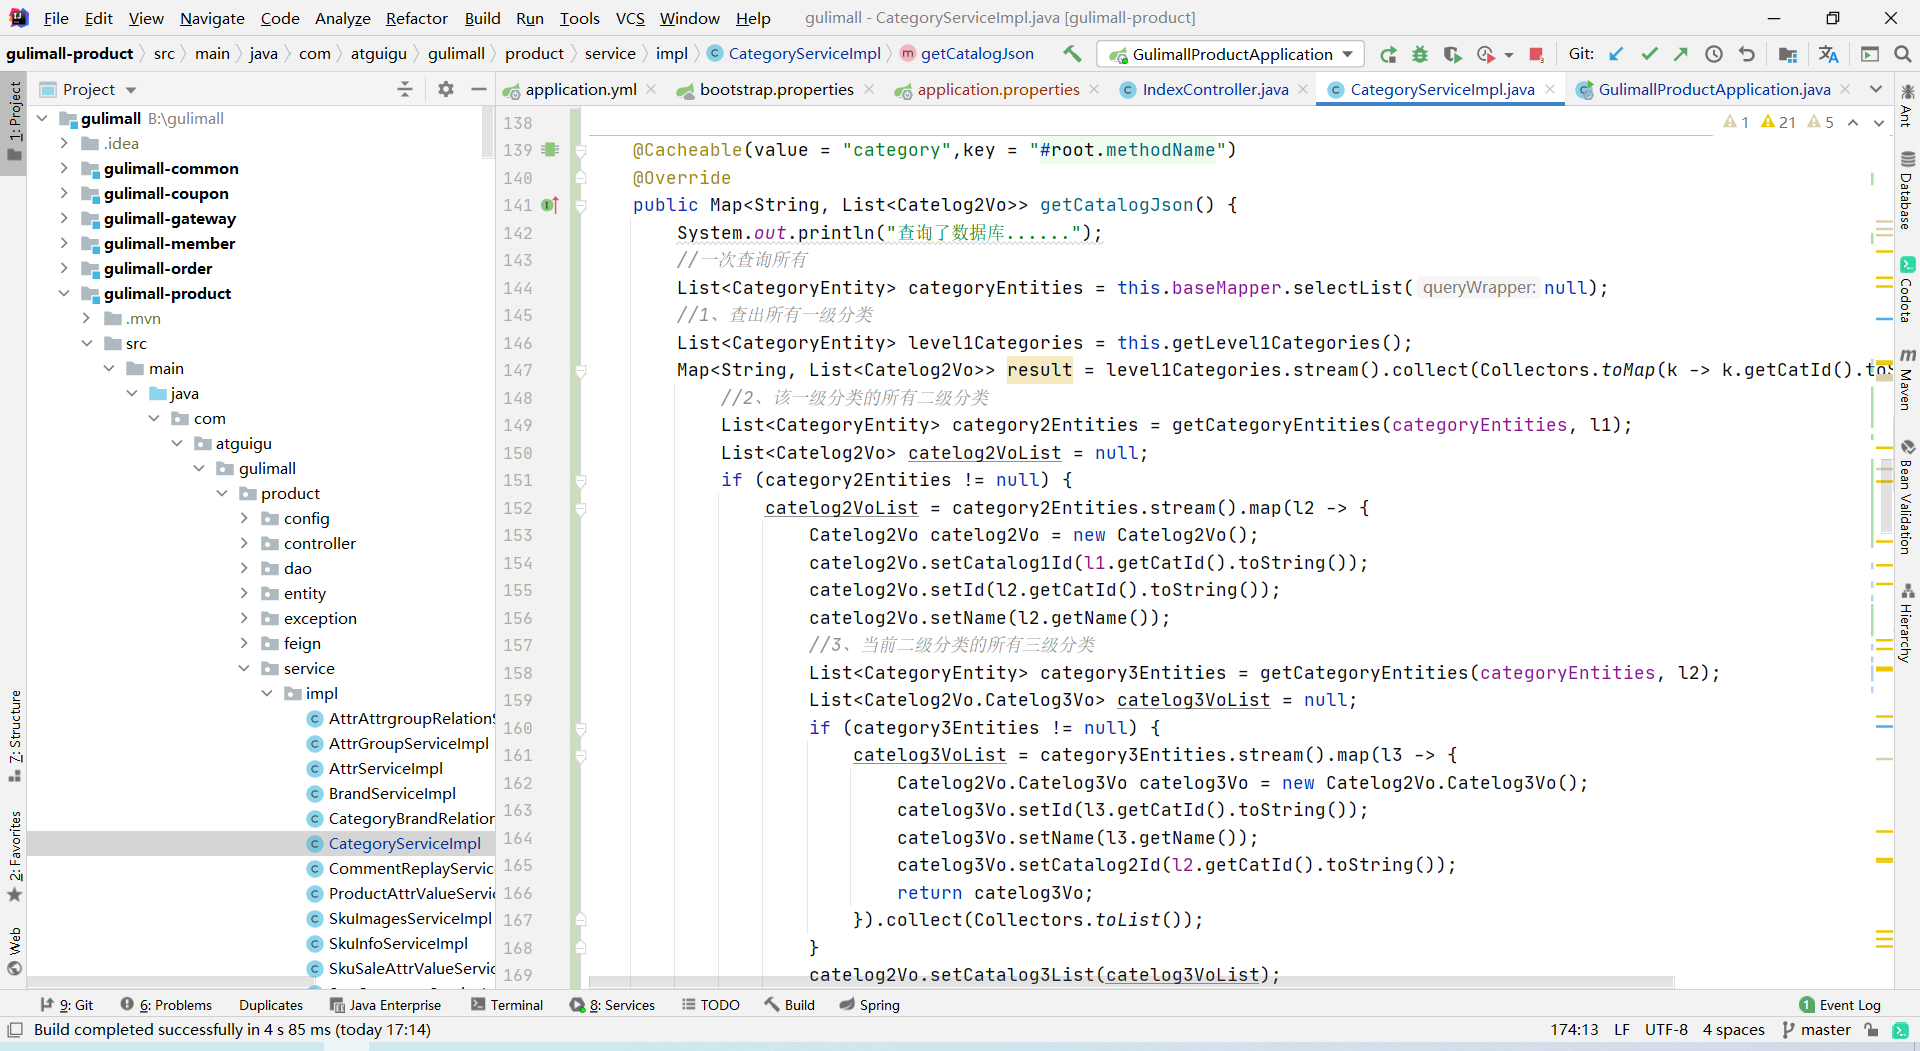 File Edit View Navigate Code Analyze Refactor Build Run Tools VCS Window Help gulimall - CategoryServiceImpl.java [gulimall-product]
gulimall-product src main java com atguigu gulimall product service impl CategoryServiceImpl getCatalogJson GulimallProductApplication Git:
Project
application.yml bootstrap.properties application.properties IndexController.java CategoryServiceImpl.java GulimallProductApplication.java
1: Project
7: Structure
2: Favorites
Web
gulimall B:\gulimall
.idea
gulimall-common
gulimall-coupon
gulimall-gateway
gulimall-member
gulimall-order
gulimall-product
.mvn
src
main
java
com
atguigu
gulimall
product
config
controller
dao
entity
exception
feign
service
impl
AttrAttrgroupRelationS
AttrGroupServiceImpl
AttrServiceImpl
BrandServiceImpl
CategoryBrandRelation
CategoryServiceImpl
CommentReplayServic
ProductAttrValueServic
SkuImagesServiceImpl
SkuInfoServiceImpl
SkuSaleAttrValueServic
1 21 5
138
139 @Cacheable(value = "category",key = "#root.methodName")
140 @Override
141 public Map<String, List<Catelog2Vo>> getCatalogJson() {
142 System.out.println("查询了数据库......");
143 //一次查询所有
144 List<CategoryEntity> categoryEntities = this.baseMapper.selectList( queryWrapper: null);
145 //1、查出所有一级分类
146 List<CategoryEntity> level1Categories = this.getLevel1Categories();
147 Map<String, List<Catelog2Vo>> result = level1Categories.stream().collect(Collectors.toMap(k -> k.getCatId().toS
148 //2、该一级分类的所有二级分类
149 List<CategoryEntity> category2Entities = getCategoryEntities(categoryEntities, l1);
150 List<Catelog2Vo> catelog2VoList = null;
151 if (category2Entities != null) {
152 catelog2VoList = category2Entities.stream().map(l2 -> {
153 Catelog2Vo catelog2Vo = new Catelog2Vo();
154 catelog2Vo.setCatalog1Id(l1.getCatId().toString());
155 catelog2Vo.setId(l2.getCatId().toString());
156 catelog2Vo.setName(l2.getName());
157 //3、当前二级分类的所有三级分类
158 List<CategoryEntity> category3Entities = getCategoryEntities(categoryEntities, l2);
159 List<Catelog2Vo.Catelog3Vo> catelog3VoList = null;
160 if (category3Entities != null) {
161 catelog3VoList = category3Entities.stream().map(l3 -> {
162 Catelog2Vo.Catelog3Vo catelog3Vo = new Catelog2Vo.Catelog3Vo();
163 catelog3Vo.setId(l3.getCatId().toString());
164 catelog3Vo.setName(l3.getName());
165 catelog3Vo.setCatalog2Id(l2.getCatId().toString());
166 return catelog3Vo;
167 }).collect(Collectors.toList());
168 }
169 catelog2Vo.setCatalog3List(catelog3VoList);
Ant
Database
Codota
Maven
Bean Validation
Hierarchy
9: Git 6: Problems Duplicates Java Enterprise Terminal 8: Services TODO Build Spring 1 Event Log
Build completed successfully in 4 s 85 ms (today 17:14) 174:13 LF UTF-8 4 spaces master